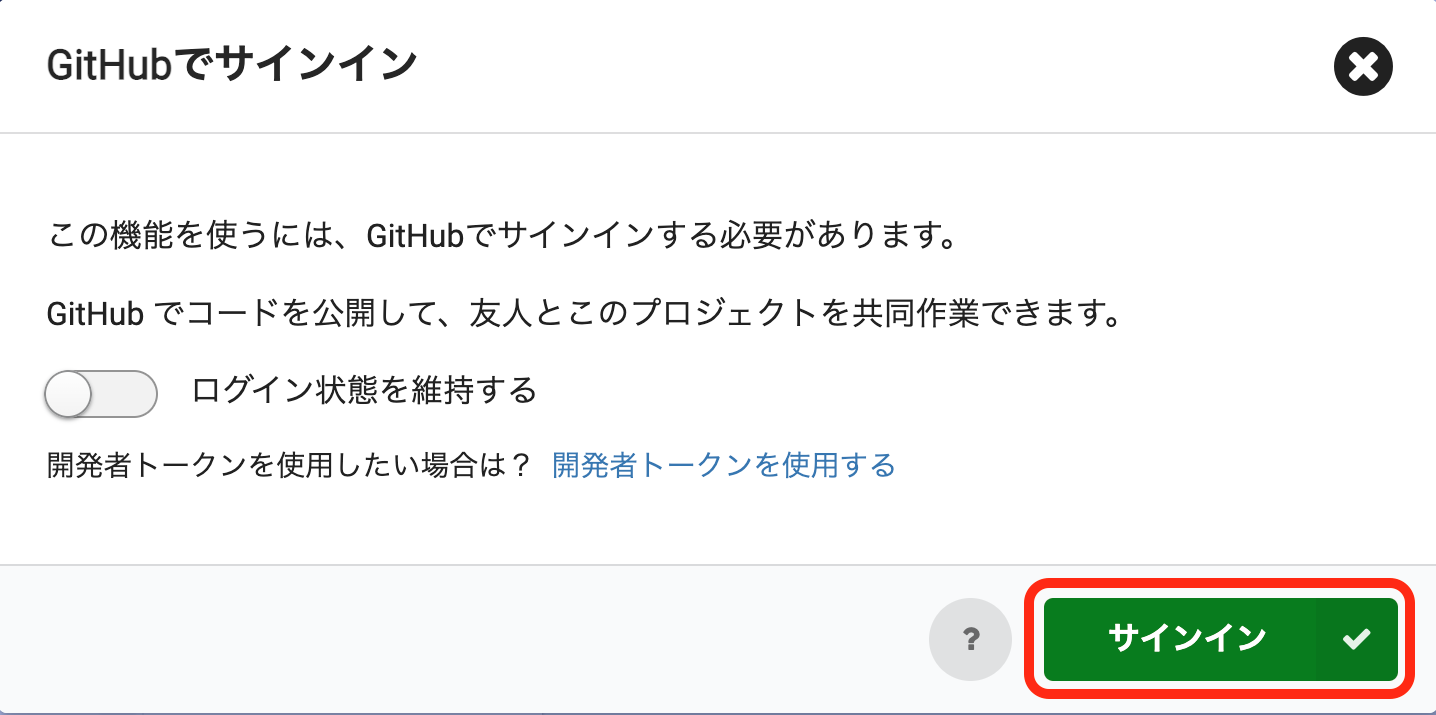 GitHubでサインイン
この機能を使うには、GitHubでサインインする必要があります。
GitHub でコードを公開して、友人とこのプロジェクトを共同作業できます。
ログイン状態を維持する
開発者トークンを使用したい場合は？ 開発者トークンを使用する
?
サインイン